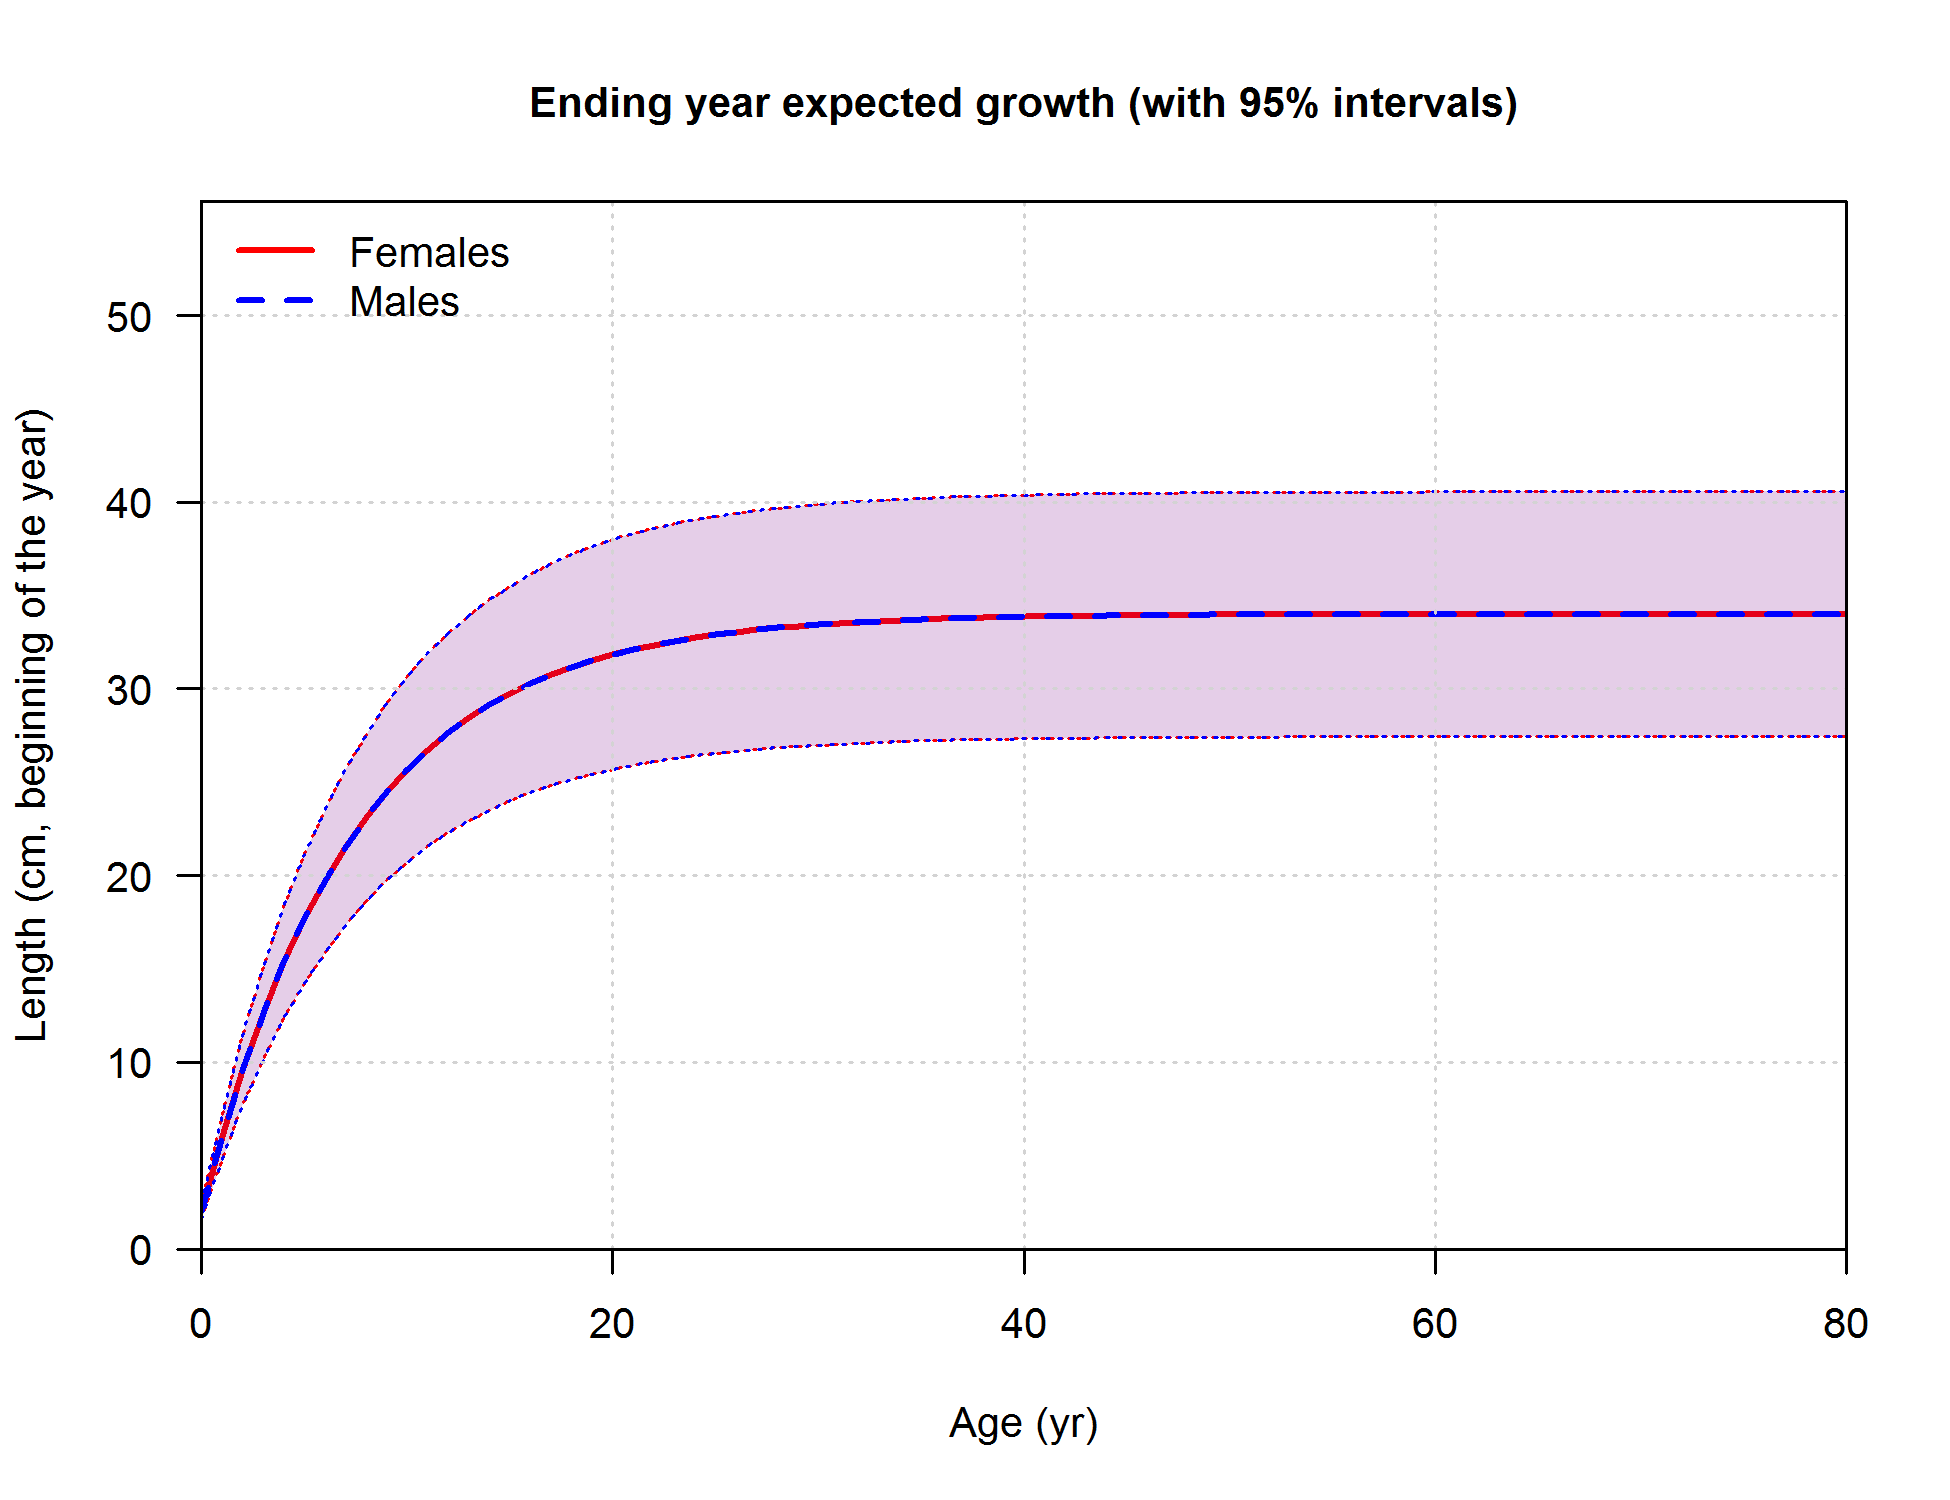 Ending year expected growth (with 95% intervals)
Females
Males
50
40
30
20
10
0
Length (cm, beginning of the year)
0 20 40 60 80
Age (yr)